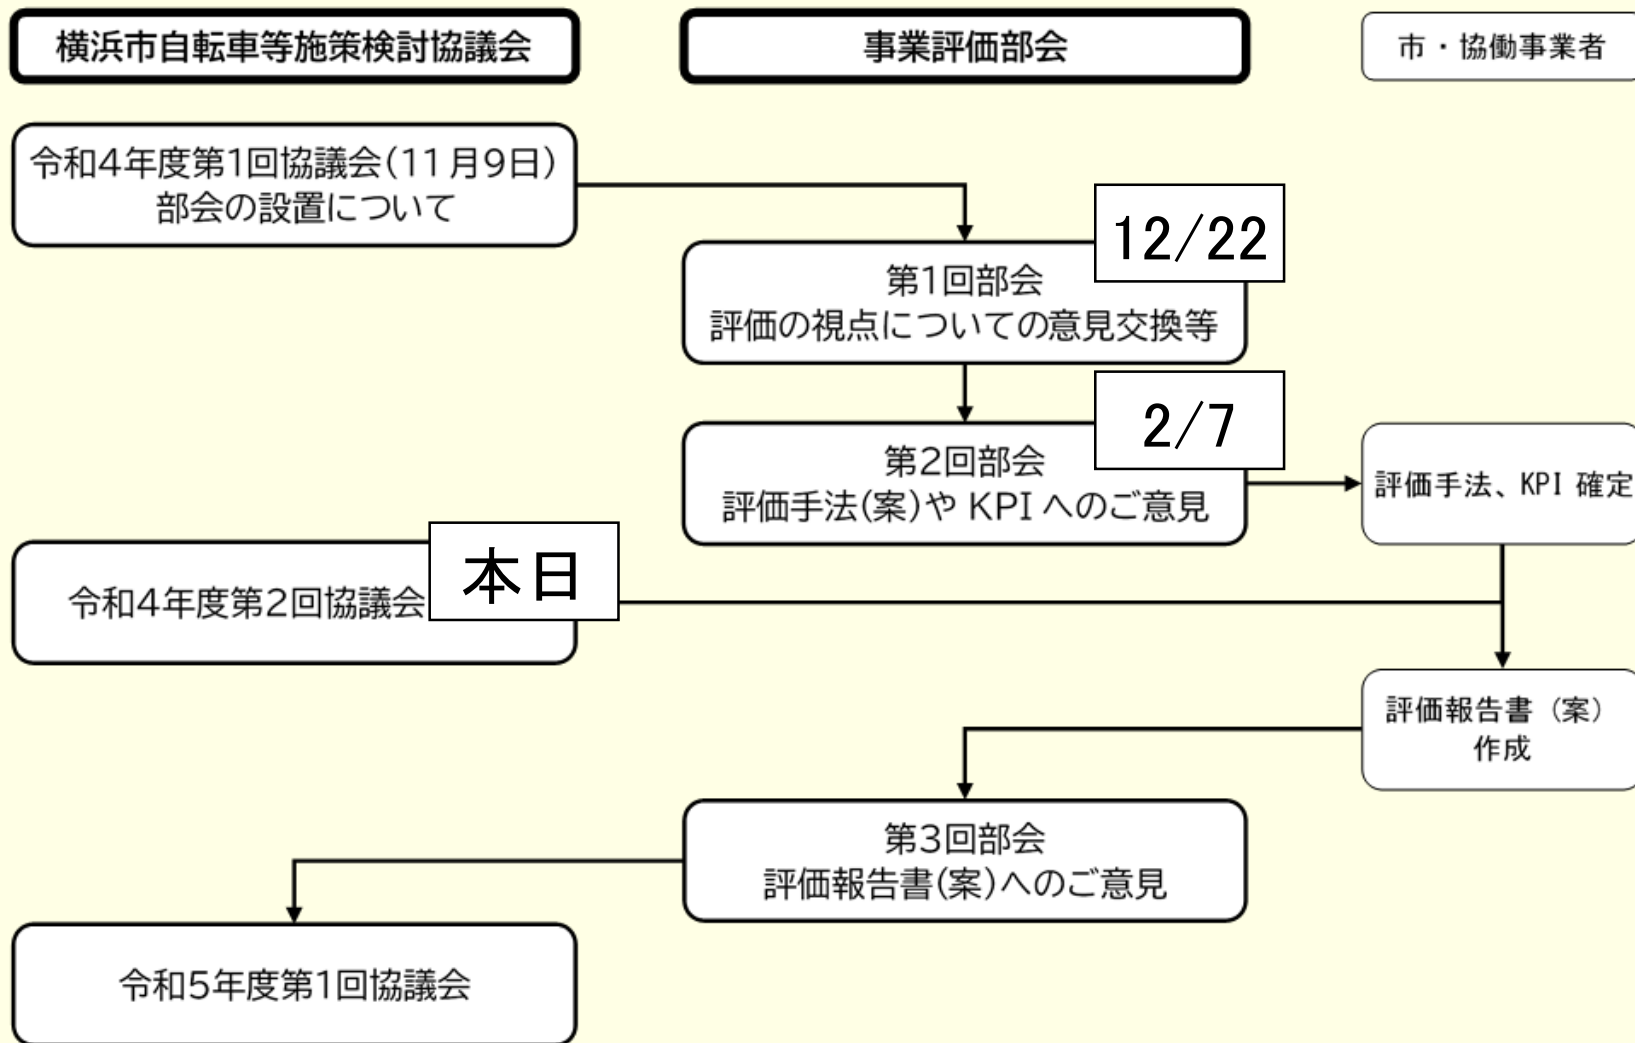 横浜市自転車等施策検討協議会
事業評価部会
市・協働事業者
令和4年度第1回協議会(11月9日)
部会の設置について
12/22
第1回部会
評価の視点についての意見交換等
2/7
第2回部会
評価手法(案)や KPI へのご意見
評価手法、KPI 確定
令和4年度第2回協議会
本日
評価報告書（案）
作成
第3回部会
評価報告書(案)へのご意見
令和5年度第1回協議会